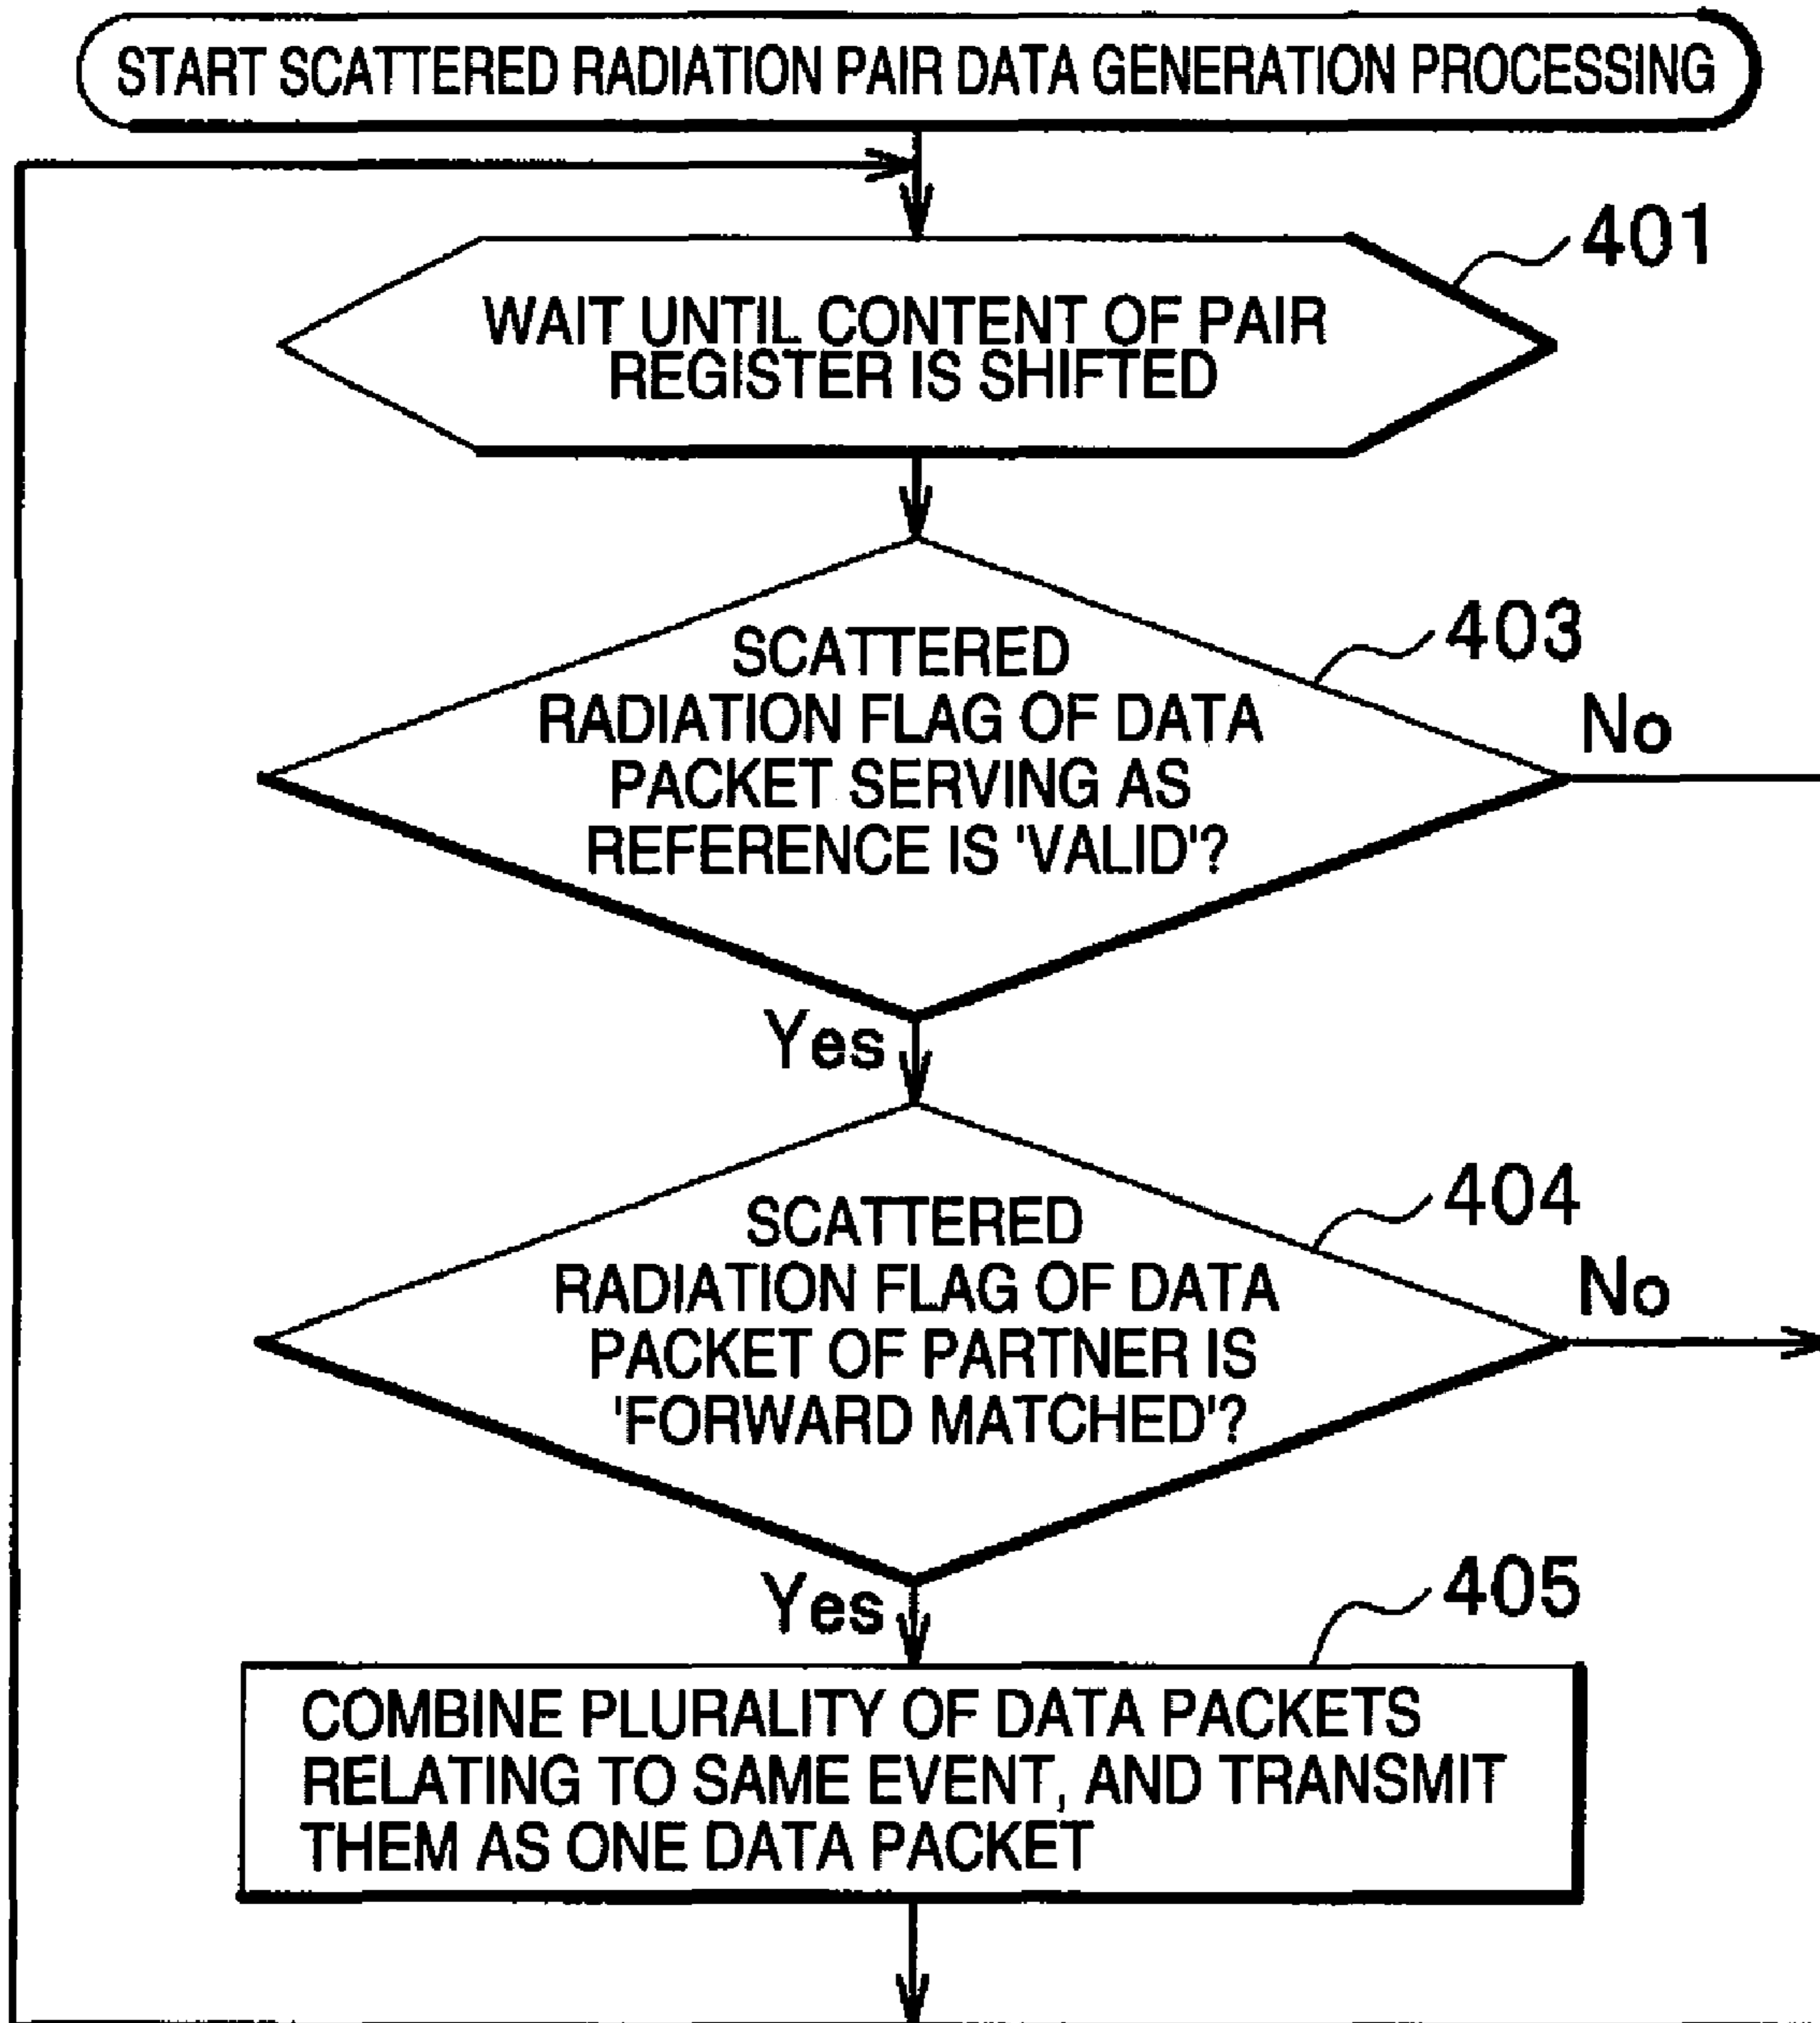 START SCATTERED RADIATION PAIR DATA GENERATION PROCESSING
401
WAIT UNTIL CONTENT OF PAIR
REGISTER IS SHIFTED
403
SCATTERED
RADIATION FLAG OF DATA
PACKET SERVING AS
REFERENCE IS 'VALID'?
No
Yes
404
SCATTERED
RADIATION FLAG OF DATA
PACKET OF PARTNER IS
'FORWARD MATCHED'?
No
Yes
405
COMBINE PLURALITY OF DATA PACKETS
RELATING TO SAME EVENT, AND TRANSMIT
THEM AS ONE DATA PACKET